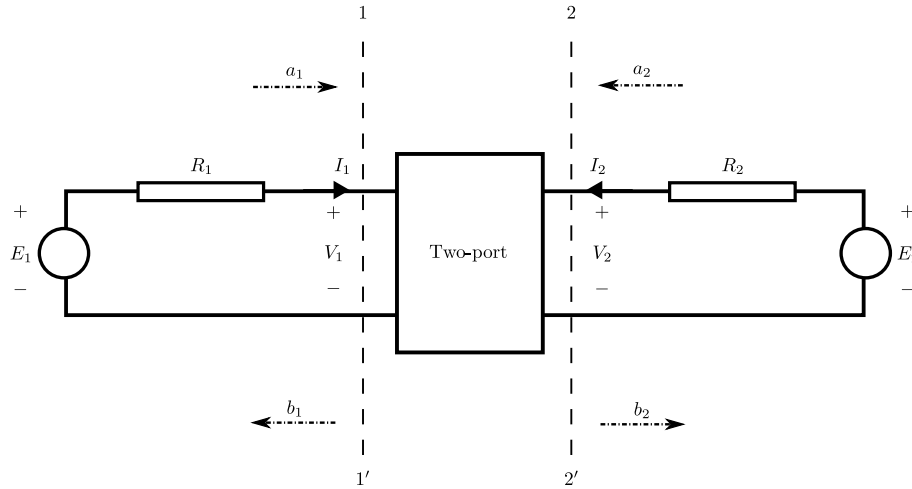 1 2
a₁ a₂
R₁ I₁ I₂ R₂
+ + + +
E₁ V₁ Two-port V₂ E
− − − −
b₁ b₂
1′ 2′